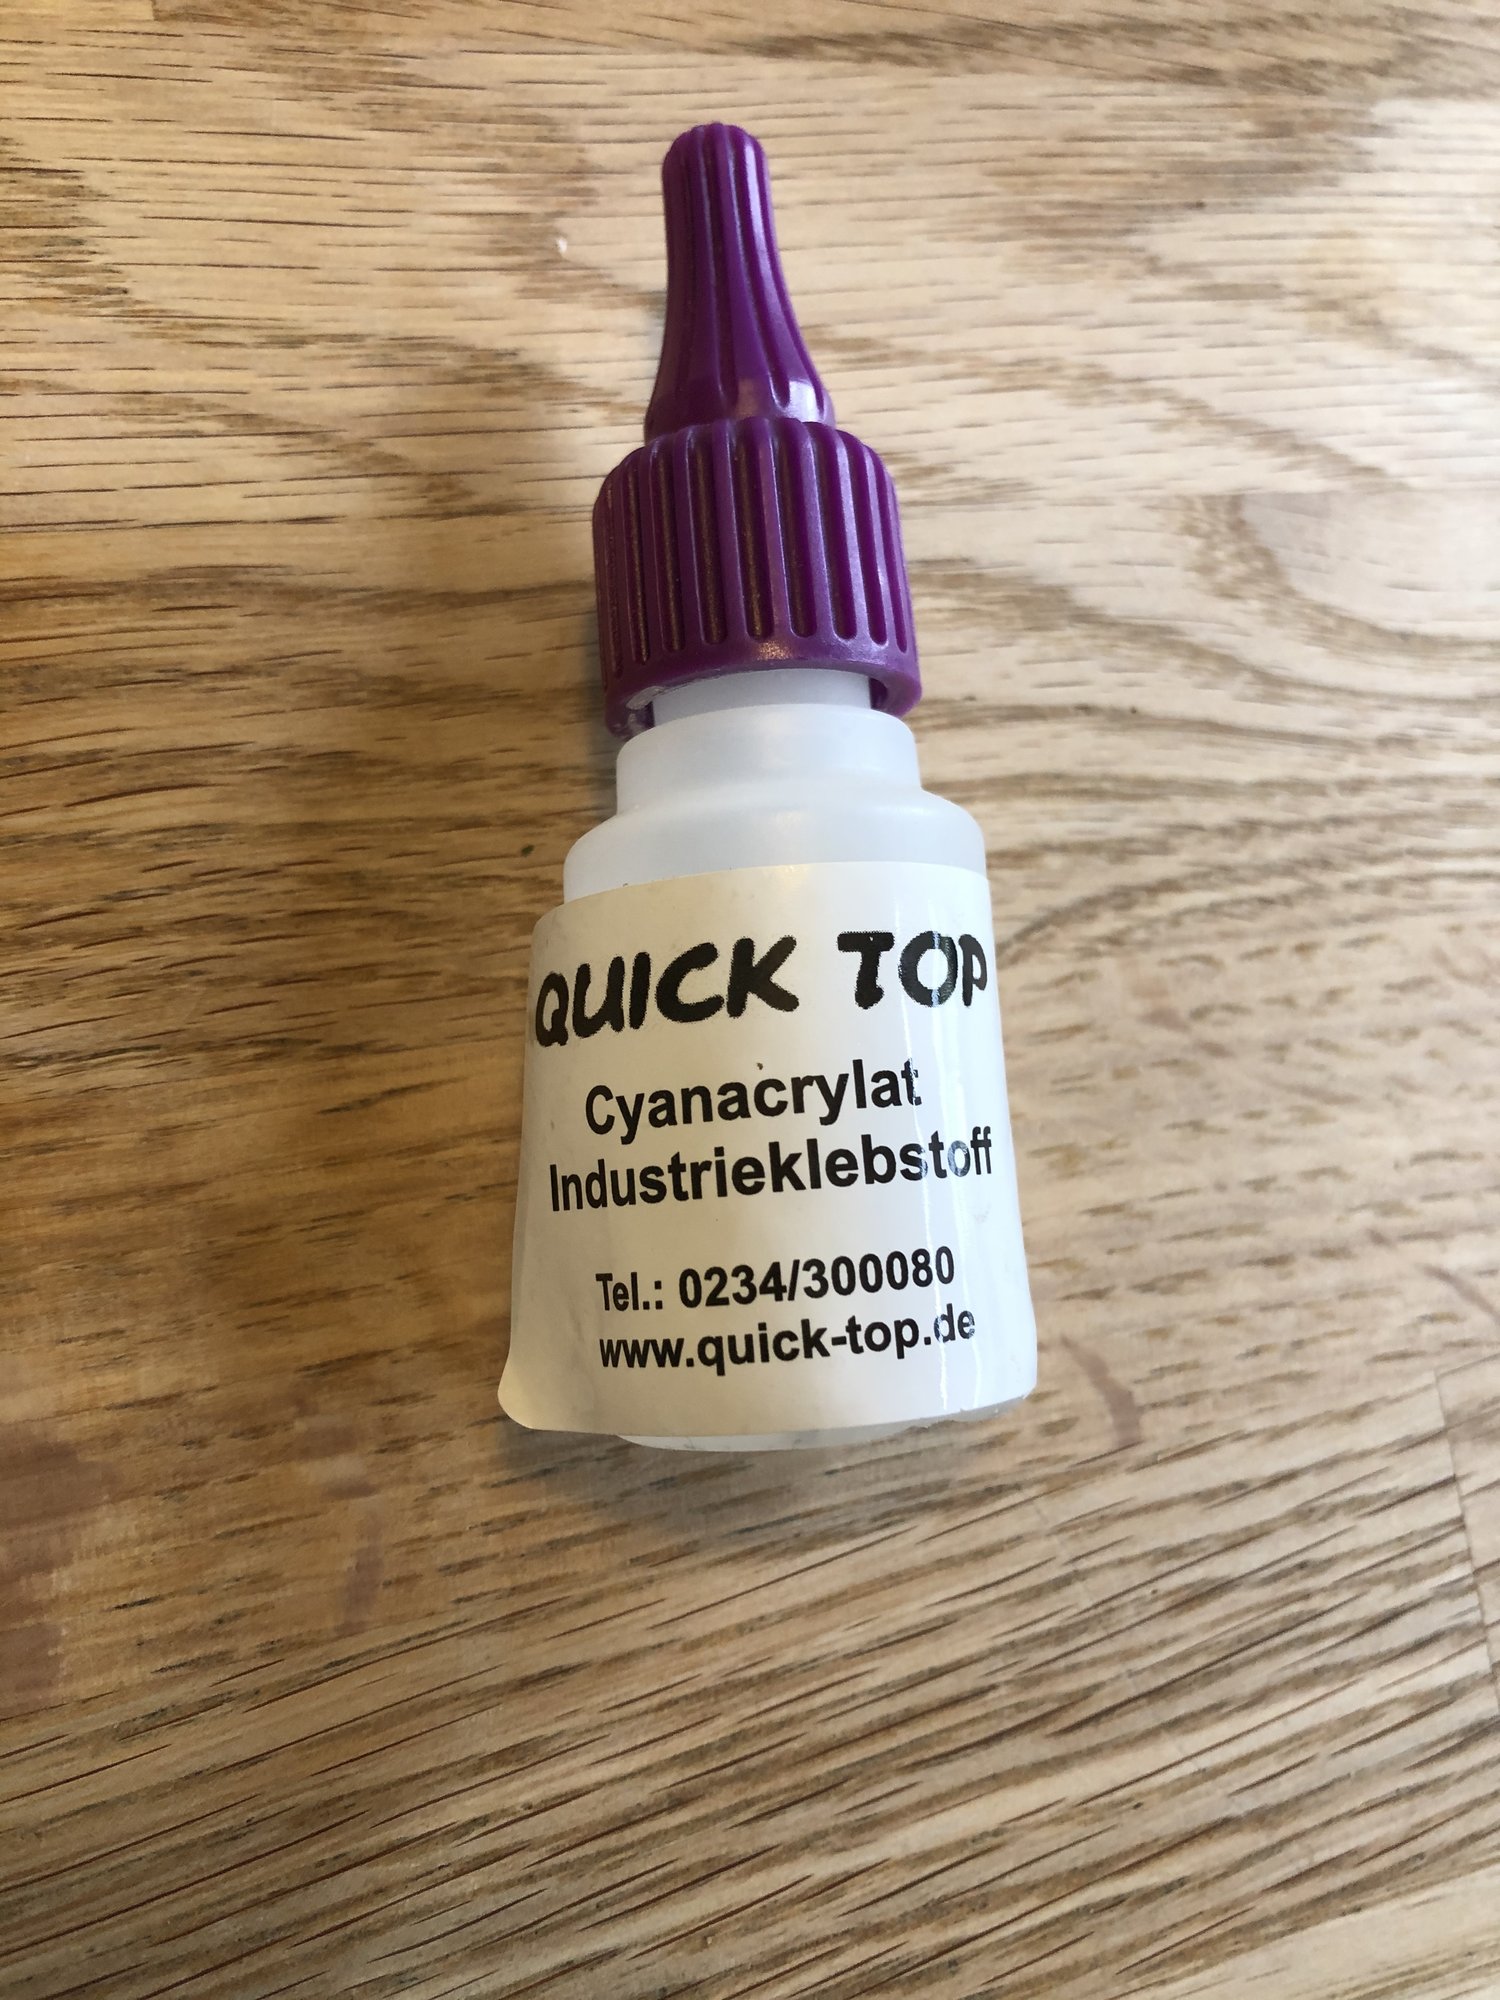 QUICK TOP
Cyanacrylat
Industrieklebstoff
Tel.: 0234/300080
www.quick-top.de